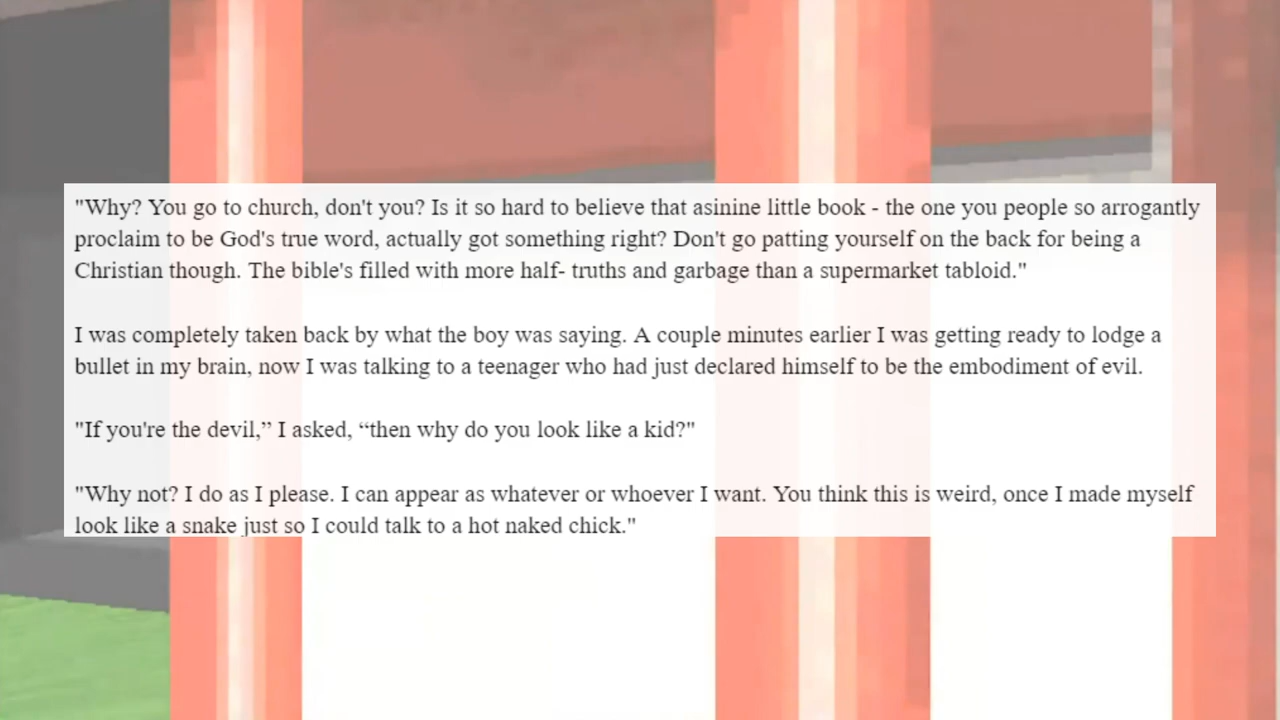 "Why? You go to church, don't you? Is it so hard to believe that asinine little book - the one you people so arrogantly
proclaim to be God's true word, actually got something right? Don't go patting yourself on the back for being a
Christian though. The bible's filled with more half- truths and garbage than a supermarket tabloid."
I was completely taken back by what the boy was saying. A couple minutes earlier I was getting ready to lodge a
bullet in my brain, now I was talking to a teenager who had just declared himself to be the embodiment of evil.
"If you're the devil,” I asked, “then why do you look like a kid?"
"Why not? I do as I please. I can appear as whatever or whoever I want. You think this is weird, once I made myself
look like a snake just so I could talk to a hot naked chick."